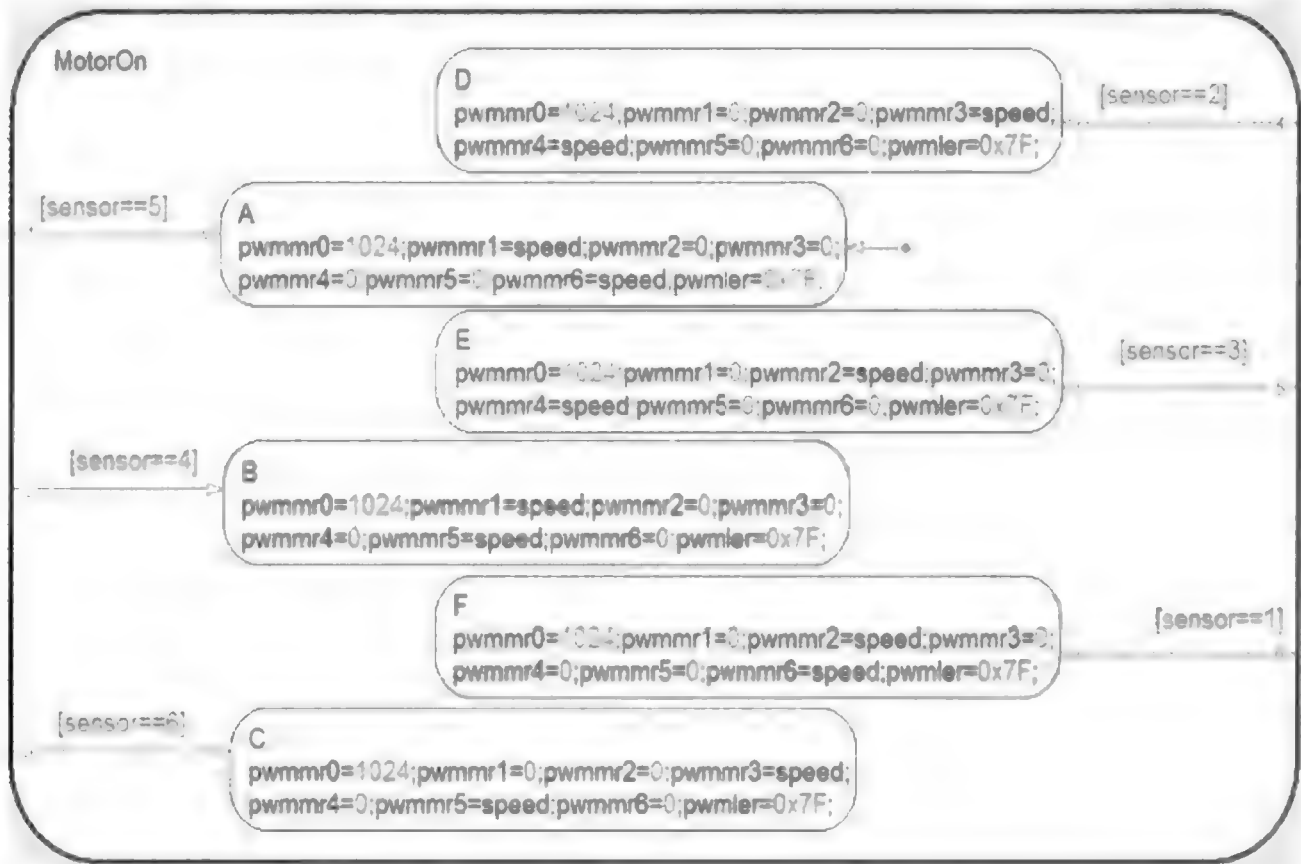 MotorOn
D
pwmmr0=1024;pwmmr1=0;pwmmr2=0;pwmmr3=speed;
pwmmr4=speed;pwmmr5=0;pwmmr6=0;pwmler=0x7F;
[sensor==2]
[sensor==5]
A
pwmmr0=1024;pwmmr1=speed;pwmmr2=0;pwmmr3=0;
pwmmr4=0;pwmmr5=0;pwmmr6=speed;pwmler=0x7F;
E
pwmmr0=1024;pwmmr1=0;pwmmr2=speed;pwmmr3=0;
pwmmr4=speed;pwmmr5=0;pwmmr6=0;pwmler=0x7F;
[sensor==3]
[sensor==4]
B
pwmmr0=1024;pwmmr1=speed;pwmmr2=0;pwmmr3=0;
pwmmr4=0;pwmmr5=speed;pwmmr6=0;pwmler=0x7F;
F
pwmmr0=1024;pwmmr1=0;pwmmr2=speed;pwmmr3=0;
pwmmr4=0;pwmmr5=0;pwmmr6=speed;pwmler=0x7F;
[sensor==1]
[sensor==6]
C
pwmmr0=1024;pwmmr1=0;pwmmr2=0;pwmmr3=speed;
pwmmr4=0;pwmmr5=speed;pwmmr6=0;pwmler=0x7F;